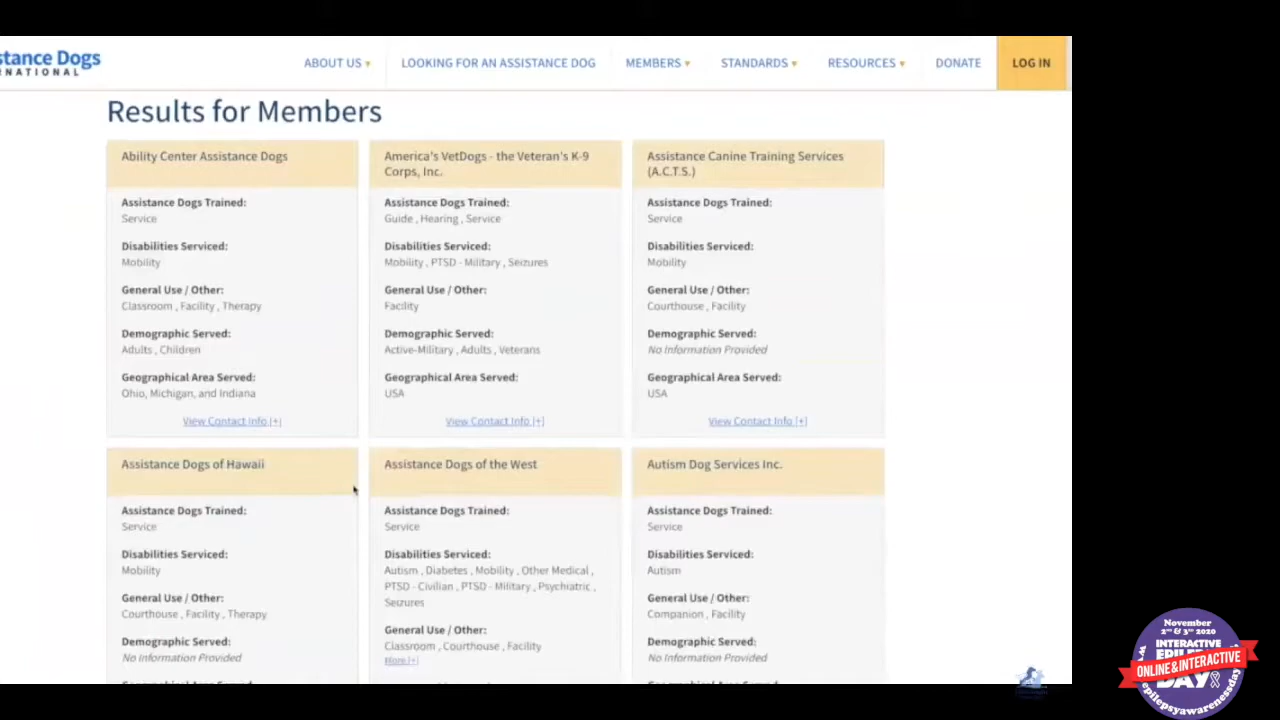 stance Dogs
RNATIONAL
ABOUT US
LOOKING FOR AN ASSISTANCE DOG
MEMBERS
STANDARDS
RESOURCES
DONATE
LOG IN
Results for Members
Ability Center Assistance Dogs
Assistance Dogs Trained:
Service
Disabilities Serviced:
Mobility
General Use / Other:
Classroom , Facility , Therapy
Demographic Served:
Adults , Children
Geographical Area Served:
Ohio, Michigan, and Indiana
View Contact Info [+]
America's VetDogs - the Veteran's K-9
Corps, Inc.
Assistance Dogs Trained:
Guide , Hearing , Service
Disabilities Serviced:
Mobility , PTSD - Military , Seizures
General Use / Other:
Facility
Demographic Served:
Active-Military , Adults , Veterans
Geographical Area Served:
USA
View Contact Info [+]
Assistance Canine Training Services
(A.C.T.S.)
Assistance Dogs Trained:
Service
Disabilities Serviced:
Mobility
General Use / Other:
Courthouse , Facility
Demographic Served:
No Information Provided
Geographical Area Served:
USA
View Contact Info [+]
Assistance Dogs of Hawaii
Assistance Dogs Trained:
Service
Disabilities Serviced:
Mobility
General Use / Other:
Courthouse , Facility , Therapy
Demographic Served:
No Information Provided
Assistance Dogs of the West
Assistance Dogs Trained:
Service
Disabilities Serviced:
Autism , Diabetes , Mobility , Other Medical ,
PTSD - Civilian , PTSD - Military , Psychiatric ,
Seizures
General Use / Other:
Classroom , Courthouse , Facility
More [+]
Autism Dog Services Inc.
Assistance Dogs Trained:
Service
Disabilities Serviced:
Autism
General Use / Other:
Companion , Facility
Demographic Served:
No Information Provided
November
2nd & 3rd 2020
INTERACTIVE
ONLINE & INTERACTIVE
DAY
epilepsyawarenessday